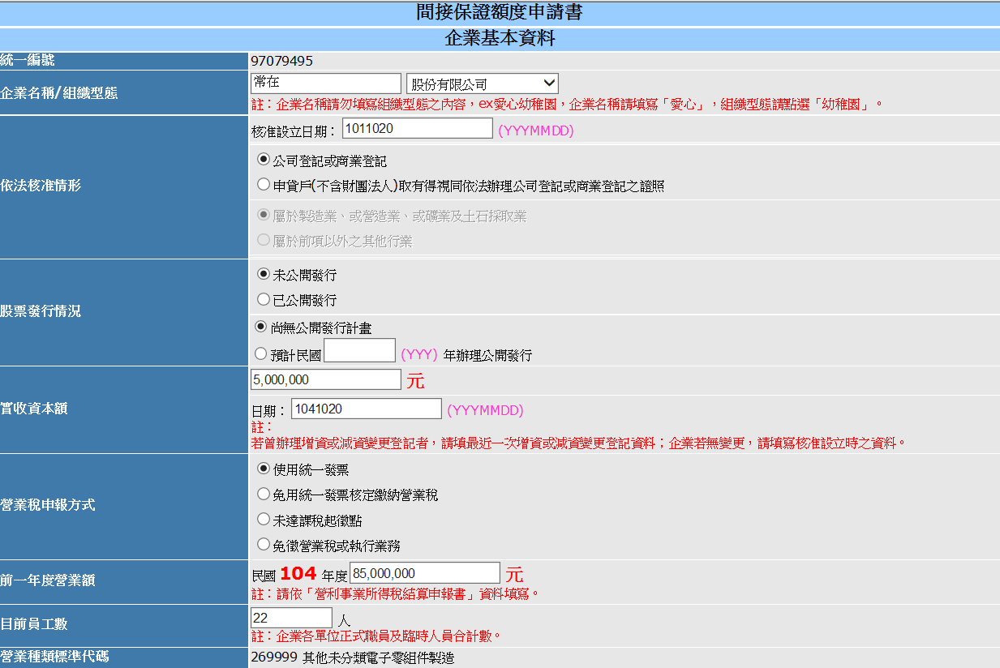 間接保證額度申請書
企業基本資料
統一編號 97079495
企業名稱/組織型態 常在 股份有限公司
註：企業名稱請勿填寫組織型態之內容，ex愛心幼稚園，企業名稱請填寫「愛心」，組織型態請點選「幼稚園」。
依法核准情形
核准設立日期： 1011020 (YYYMMDD)
公司登記或商業登記
申貸戶(不含財團法人)取有得視同依法辦理公司登記或商業登記之證照
屬於製造業、或營造業、或礦業及土石採取業
屬於前項以外之其他行業
股票發行情況
未公開發行
已公開發行
尚無公開發行計畫
預計民國 (YYY) 年辦理公開發行
實收資本額
5,000,000 元
日期： 1041020 (YYYMMDD)
註：
若曾辦理增資或減資變更登記者，請填最近一次增資或減資變更登記資料；企業若無變更，請填寫核准設立時之資料。
營業稅申報方式
使用統一發票
免用統一發票核定繳納營業稅
未達課稅起徵點
免徵營業稅或執行業務
前一年度營業額
民國 104 年度 85,000,000 元
註：請依「營利事業所得稅結算申報書」資料填寫。
目前員工數
22 人
註：企業各單位正式職員及臨時人員合計數。
營業種類標準代碼 269999 其他未分類電子零組件製造